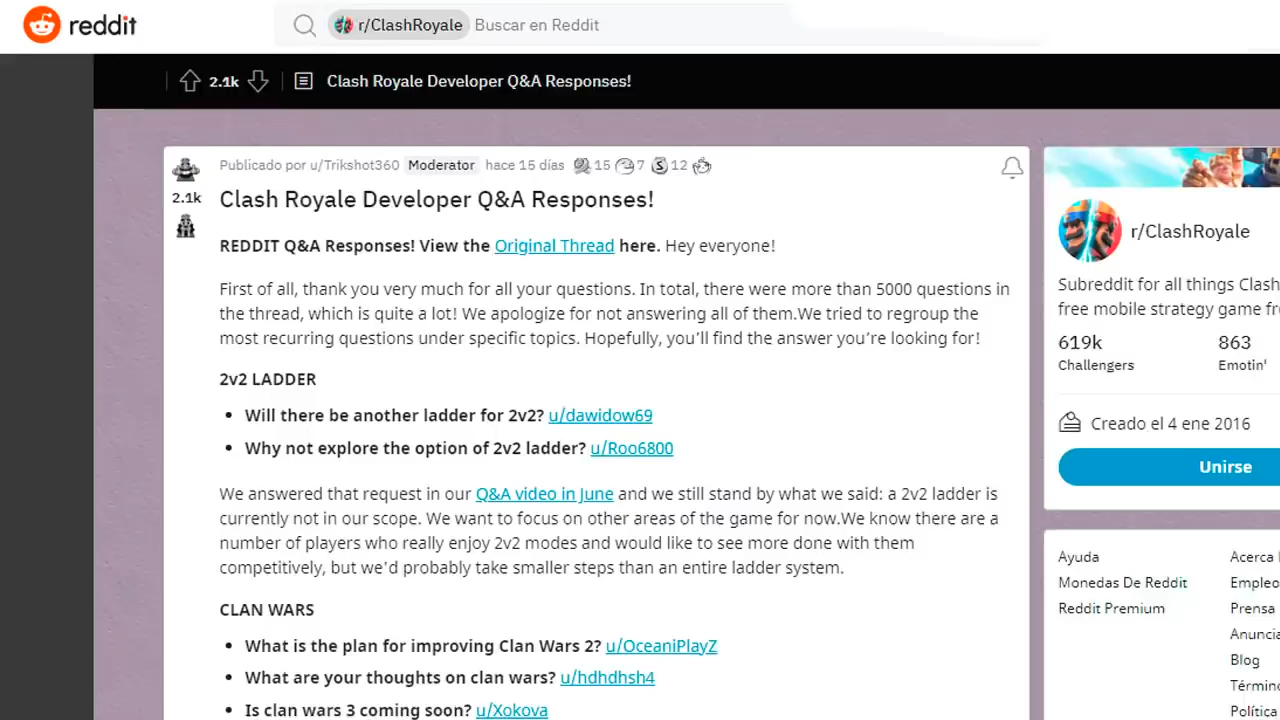 reddit r/ClashRoyale Buscar en Reddit
2.1k Clash Royale Developer Q&A Responses!
Publicado por u/Trikshot360 Moderator hace 15 días 15 7 S 12
2.1k
Clash Royale Developer Q&A Responses!
REDDIT Q&A Responses! View the Original Thread here. Hey everyone!
First of all, thank you very much for all your questions. In total, there were more than 5000 questions in
the thread, which is quite a lot! We apologize for not answering all of them.We tried to regroup the
most recurring questions under specific topics. Hopefully, you'll find the answer you're looking for!
2v2 LADDER
• Will there be another ladder for 2v2? u/dawidow69
• Why not explore the option of 2v2 ladder? u/Roo6800
We answered that request in our Q&A video in June and we still stand by what we said: a 2v2 ladder is
currently not in our scope. We want to focus on other areas of the game for now.We know there are a
number of players who really enjoy 2v2 modes and would like to see more done with them
competitively, but we'd probably take smaller steps than an entire ladder system.
CLAN WARS
• What is the plan for improving Clan Wars 2? u/OceaniPlayZ
• What are your thoughts on clan wars? u/hdhdhsh4
• Is clan wars 3 coming soon? u/Xokova
r/ClashRoyale
Subreddit for all things Clash
free mobile strategy game fr
619k 863
Challengers Emotin'
Creado el 4 ene 2016
Unirse
Ayuda Acerca
Monedas De Reddit Empleo
Reddit Premium Prensa
Anuncia
Blog
Término
Política